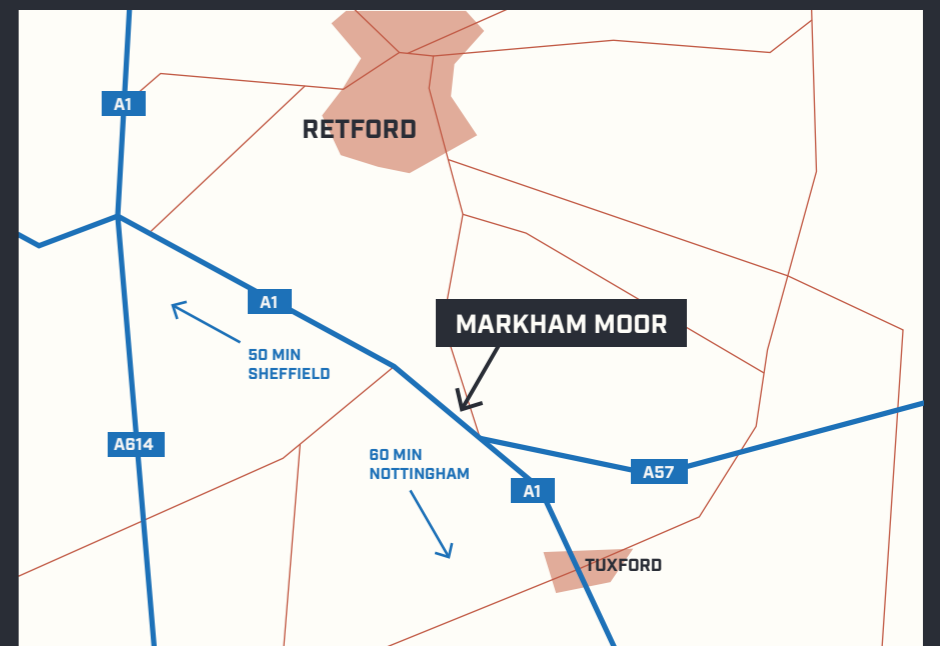 A1
RETFORD
A1
MARKHAM MOOR
50 MIN
SHEFFIELD
A614
60 MIN
NOTTINGHAM
A57
A1
TUXFORD